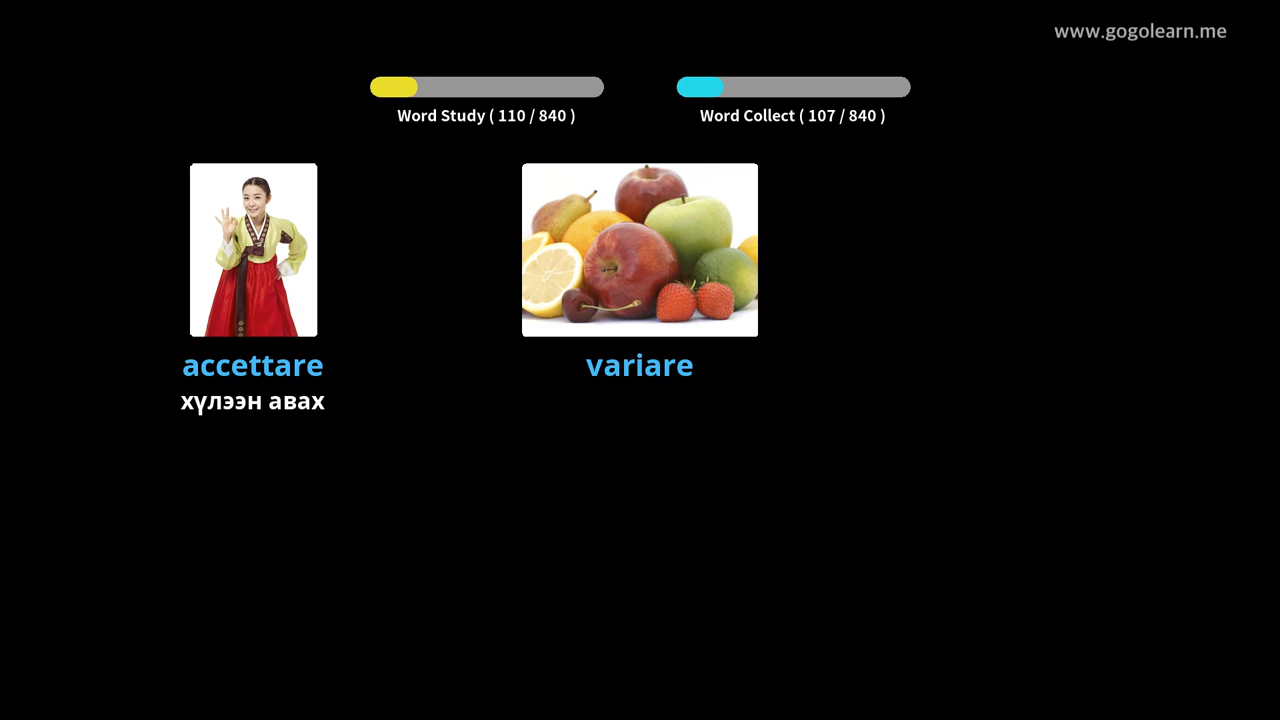 www.gogolearn.me
Word Study ( 110 / 840 )
Word Collect ( 107 / 840 )
accettare
хүлээн авах
variare